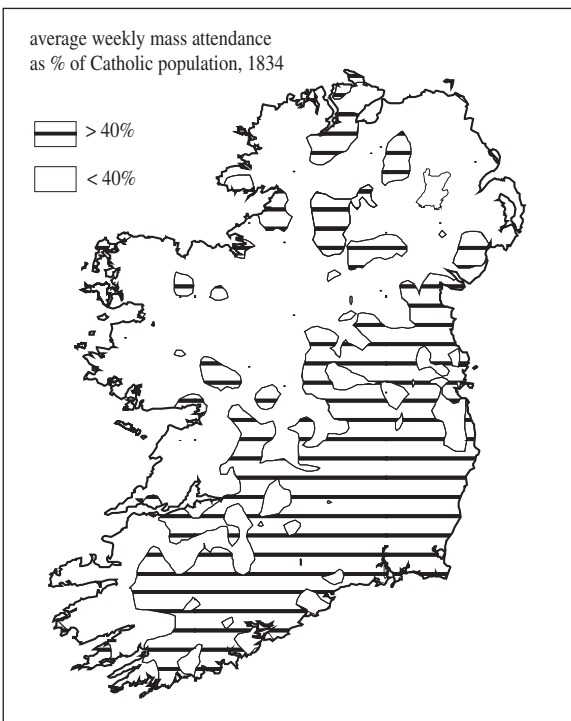 average weekly mass attendance
as % of Catholic population, 1834
> 40%
< 40%